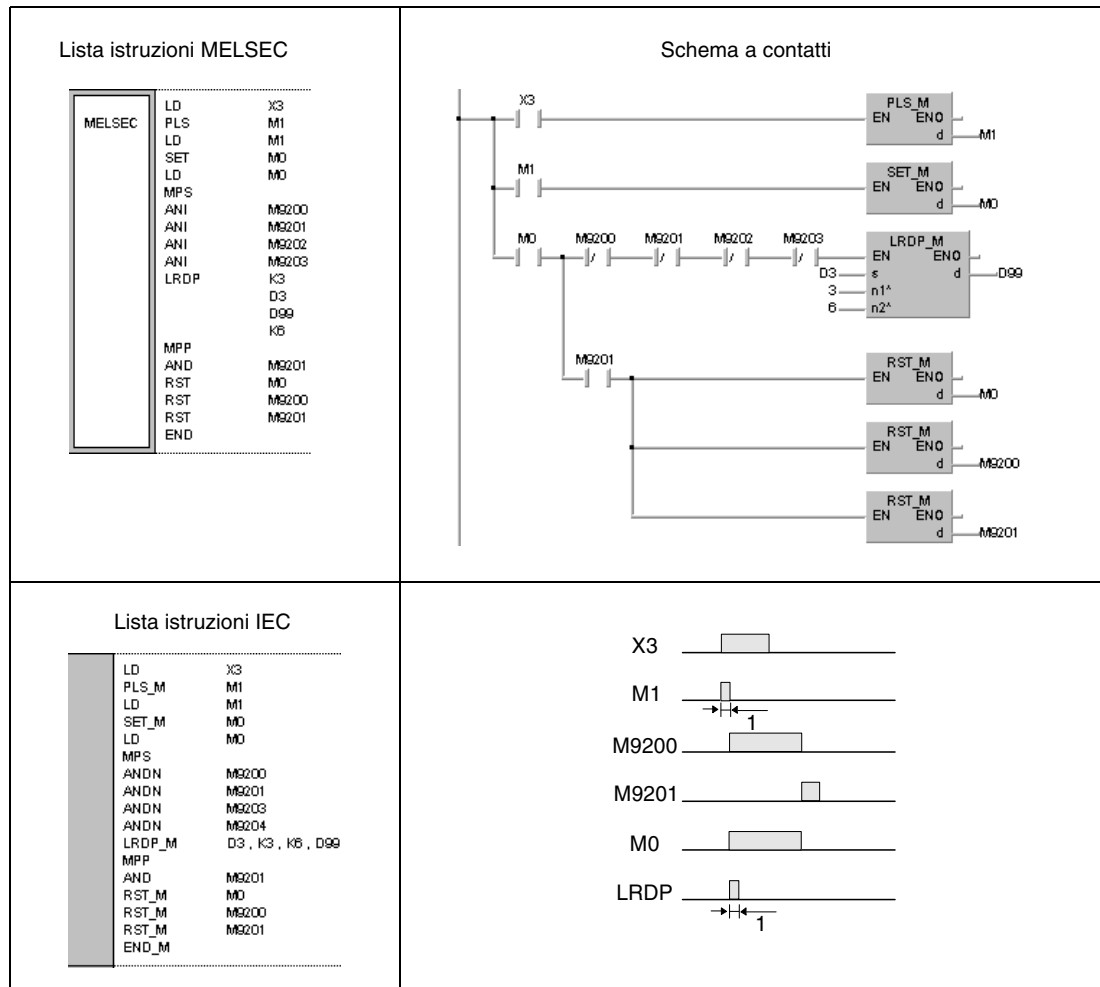 Lista istruzioni MELSEC
MELSEC
LD X3
PLS M1
LD M1
SET M0
LD M0
MPS
ANI M9200
ANI M9201
ANI M9202
ANI M9203
LRDP K3
D3
D99
K6
MPP
AND M9201
RST M0
RST M9200
RST M9201
END
Schema a contatti
X3
PLS_M
EN ENO
d M1
M1
SET_M
EN ENO
d M0
M0 M9200 M9201 M9202 M9203
LRDP_M
EN ENO
D3 s d D99
3 n1*
6 n2*
M9201
RST_M
EN ENO
d M0
RST_M
EN ENO
d M9200
RST_M
EN ENO
d M9201
Lista istruzioni IEC
LD X3
PLS_M M1
LD M1
SET_M M0
LD M0
MPS
ANDN M9200
ANDN M9201
ANDN M9203
ANDN M9204
LRDP_M D3 , K3 , K6 , D99
MPP
AND M9201
RST_M M0
RST_M M9200
RST_M M9201
END_M
X3
M1
1
M9200
M9201
M0
LRDP
1